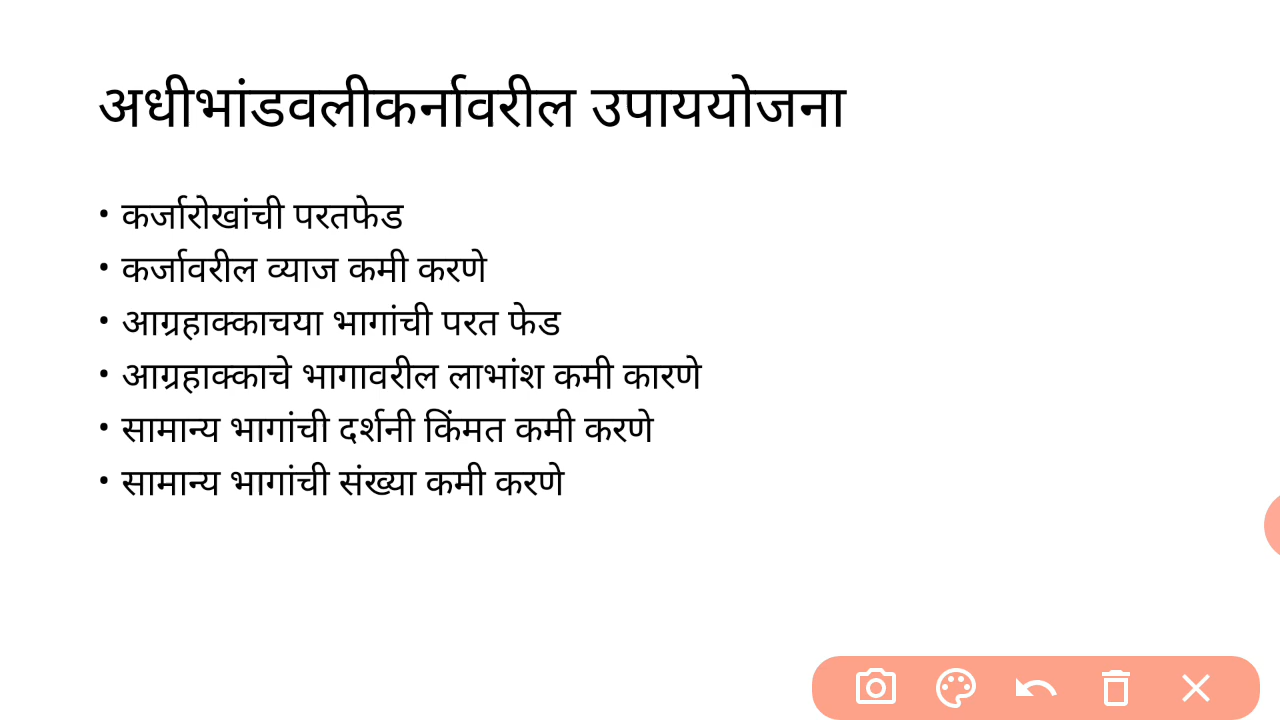 अधीभांडवलीकर्नावरील उपाययोजना
• कर्जारोखांची परतफेड
• कर्जावरील व्याज कमी करणे
• आग्रहाक्काचया भागांची परत फेड
• आग्रहाक्काचे भागावरील लाभांश कमी कारणे
• सामान्य भागांची दर्शनी किंमत कमी करणे
• सामान्य भागांची संख्या कमी करणे